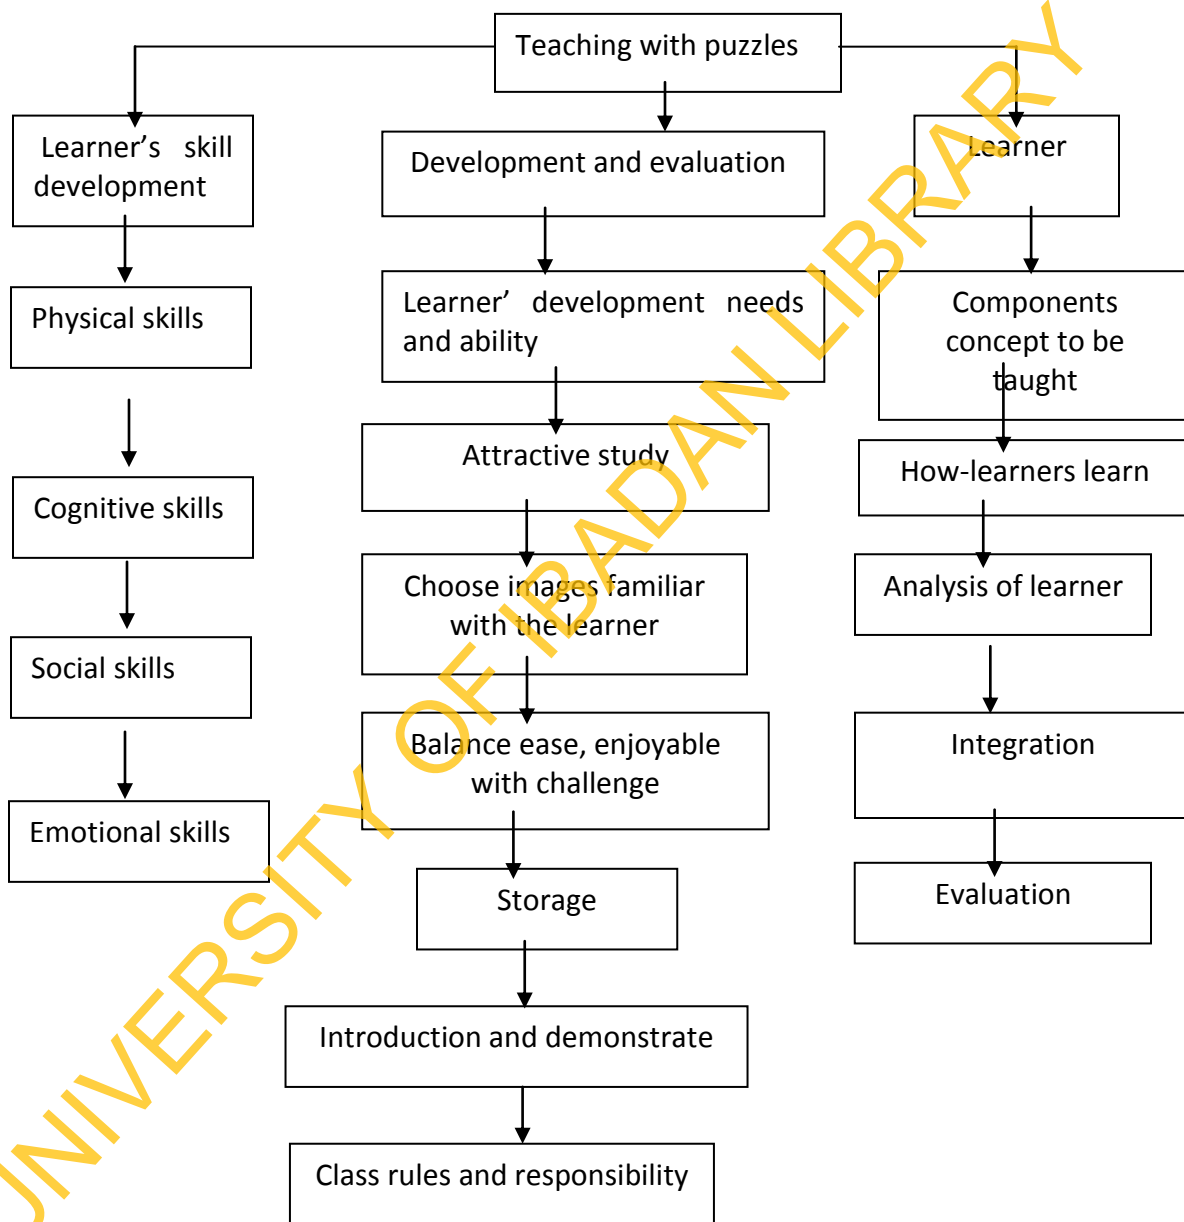 Teaching with puzzles
Learner’s skill
development
Physical skills
Cognitive skills
Social skills
Emotional skills
Development and evaluation
Learner’ development needs
and ability
Attractive study
Choose images familiar
with the learner
Balance ease, enjoyable
with challenge
Storage
Introduction and demonstrate
Class rules and responsibility
Learner
Components
concept to be
taught
How-learners learn
Analysis of learner
Integration
Evaluation
UNIVERSITY OF IBADAN LIBRARY